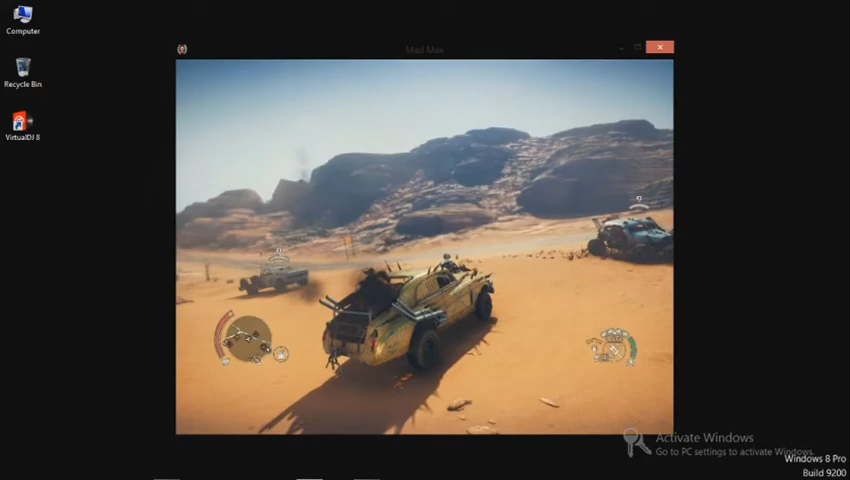 Computer
Recycle Bin
VirtualDJ 8
Mad Max
Activate Windows
Go to PC settings to activate Windows.
Windows 8 Pro
Build 9200